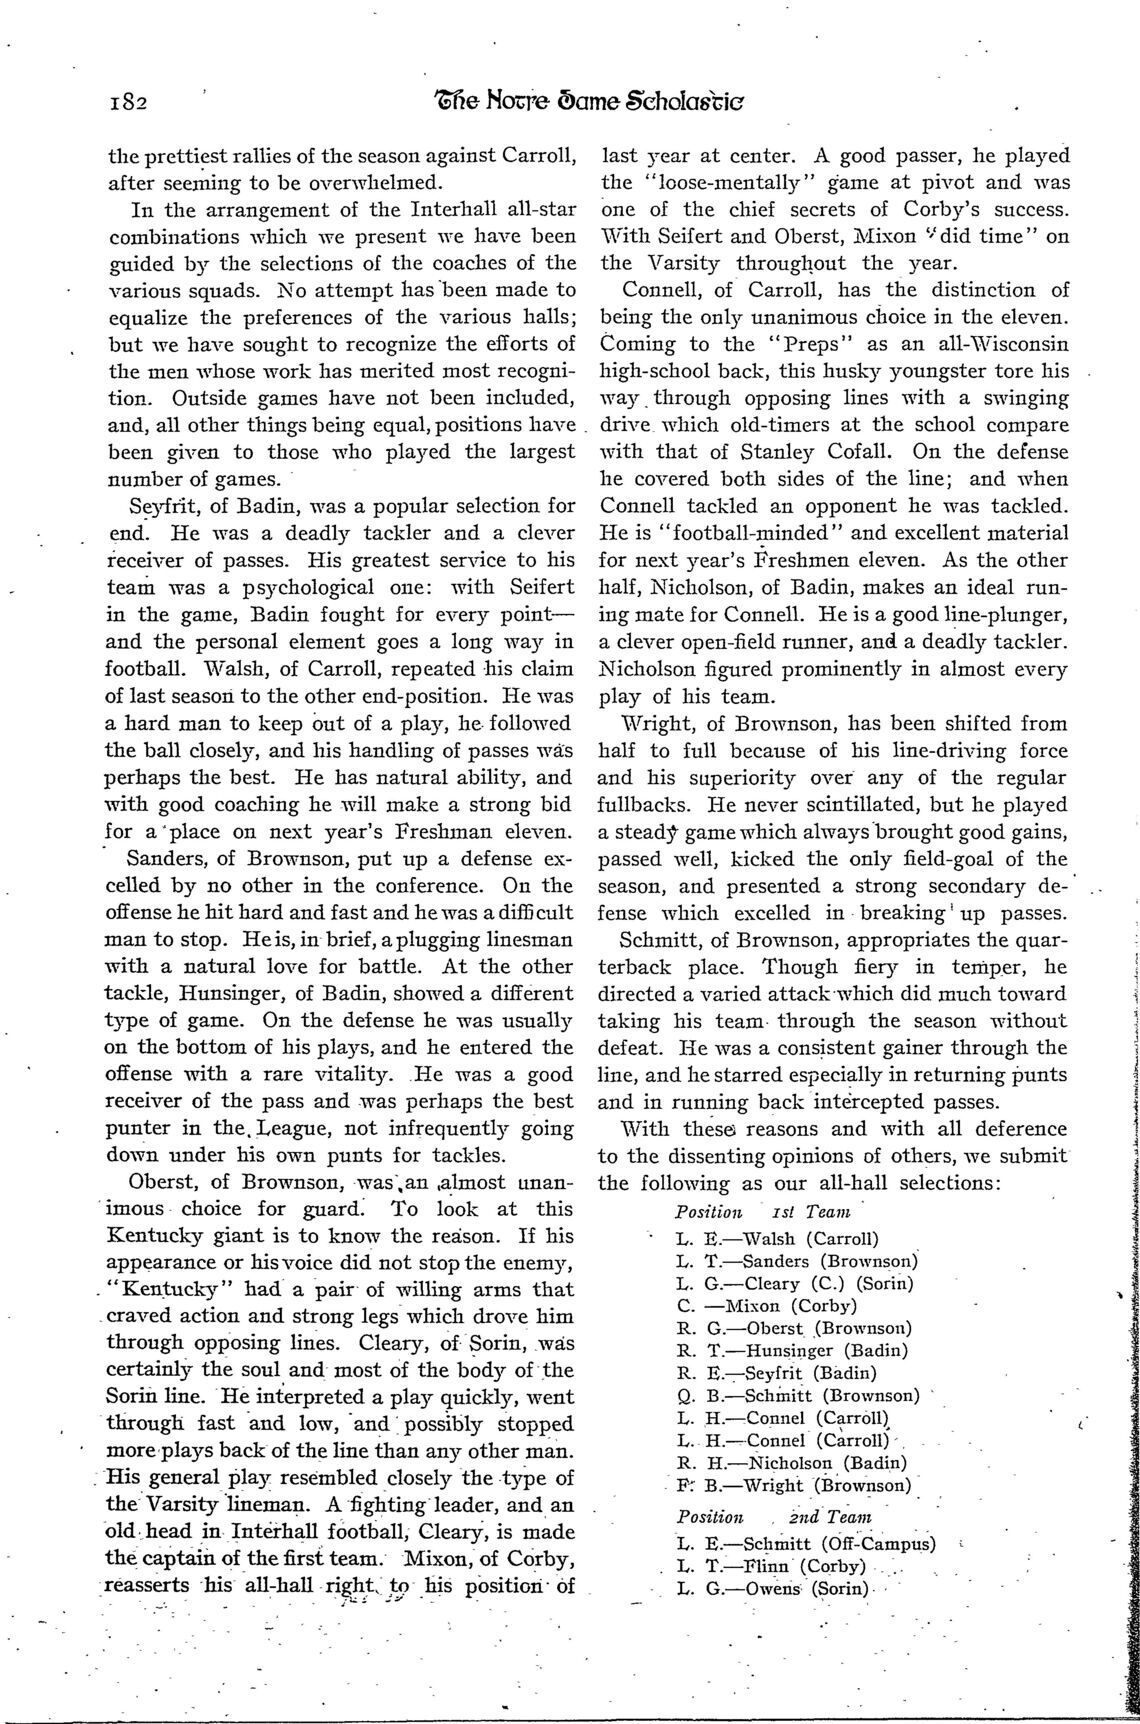 182
The Notre Dame Scholastic
the prettiest rallies of the season against Carroll,
after seeming to be overwhelmed.
In the arrangement of the Interhall all-star
combinations which we present we have been
guided by the selections of the coaches of the
various squads. No attempt has been made to
equalize the preferences of the various halls;
but we have sought to recognize the efforts of
the men whose work has merited most recogni-
tion. Outside games have not been included,
and, all other things being equal, positions have
been given to those who played the largest
number of games.
Seyfrit, of Badin, was a popular selection for
end. He was a deadly tackler and a clever
receiver of passes. His greatest service to his
team was a psychological one: with Seifert
in the game, Badin fought for every point—
and the personal element goes a long way in
football. Walsh, of Carroll, repeated his claim
of last season to the other end-position. He was
a hard man to keep out of a play, he followed
the ball closely, and his handling of passes was
perhaps the best. He has natural ability, and
with good coaching he will make a strong bid
for a place on next year's Freshman eleven.
Sanders, of Brownson, put up a defense ex-
celled by no other in the conference. On the
offense he hit hard and fast and he was a difficult
man to stop. He is, in brief, a plugging linesman
with a natural love for battle. At the other
tackle, Hunsinger, of Badin, showed a different
type of game. On the defense he was usually
on the bottom of his plays, and he entered the
offense with a rare vitality. He was a good
receiver of the pass and was perhaps the best
punter in the League, not infrequently going
down under his own punts for tackles.
Oberst, of Brownson, was an almost unan-
imous choice for guard. To look at this
Kentucky giant is to know the reason. If his
appearance or his voice did not stop the enemy,
"Kentucky" had a pair of willing arms that
craved action and strong legs which drove him
through opposing lines. Cleary, of Sorin, was
certainly the soul and most of the body of the
Sorin line. He interpreted a play quickly, went
through fast and low, and possibly stopped
more plays back of the line than any other man.
His general play resembled closely the type of
the Varsity lineman. A fighting leader, and an
old head in Interhall football, Cleary, is made
the captain of the first team. Mixon, of Corby,
reasserts his all-hall right to his position of
last year at center. A good passer, he played
the "loose-mentally" game at pivot and was
one of the chief secrets of Corby's success.
With Seifert and Oberst, Mixon "did time" on
the Varsity throughout the year.
Connell, of Carroll, has the distinction of
being the only unanimous choice in the eleven.
Coming to the "Preps" as an all-Wisconsin
high-school back, this husky youngster tore his
way through opposing lines with a swinging
drive which old-timers at the school compare
with that of Stanley Cofall. On the defense
he covered both sides of the line; and when
Connell tackled an opponent he was tackled.
He is "football-minded" and excellent material
for next year's Freshmen eleven. As the other
half, Nicholson, of Badin, makes an ideal run-
ing mate for Connell. He is a good line-plunger,
a clever open-field runner, and a deadly tackler.
Nicholson figured prominently in almost every
play of his team.
Wright, of Brownson, has been shifted from
half to full because of his line-driving force
and his superiority over any of the regular
fullbacks. He never scintillated, but he played
a steady game which always brought good gains,
passed well, kicked the only field-goal of the
season, and presented a strong secondary de-
fense which excelled in breaking up passes.
Schmitt, of Brownson, appropriates the quar-
terback place. Though fiery in temper, he
directed a varied attack which did much toward
taking his team through the season without
defeat. He was a consistent gainer through the
line, and he starred especially in returning punts
and in running back intercepted passes.
With these reasons and with all deference
to the dissenting opinions of others, we submit
the following as our all-hall selections:
Position 1st Team
L. E.—Walsh (Carroll)
L. T.—Sanders (Brownson)
L. G.—Cleary (C.) (Sorin)
C. —Mixon (Corby)
R. G.—Oberst (Brownson)
R. T.—Hunsinger (Badin)
R. E.—Seyfrit (Badin)
Q. B.—Schmitt (Brownson)
L. H.—Connel (Carroll)
L. H.—Connel (Carroll)
R. H.—Nicholson (Badin)
F. B.—Wright (Brownson)
Position 2nd Team
L. E.—Schmitt (Off-Campus)
L. T.—Flinn (Corby)
L. G.—Owens (Sorin)